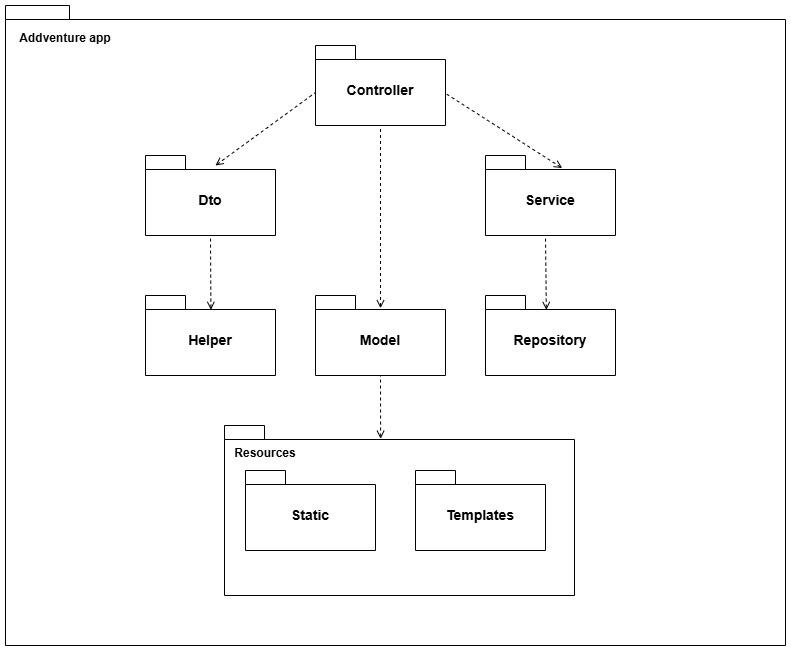 Addventure app
Controller
Dto
Service
Helper
Model
Repository
Resources
Static
Templates